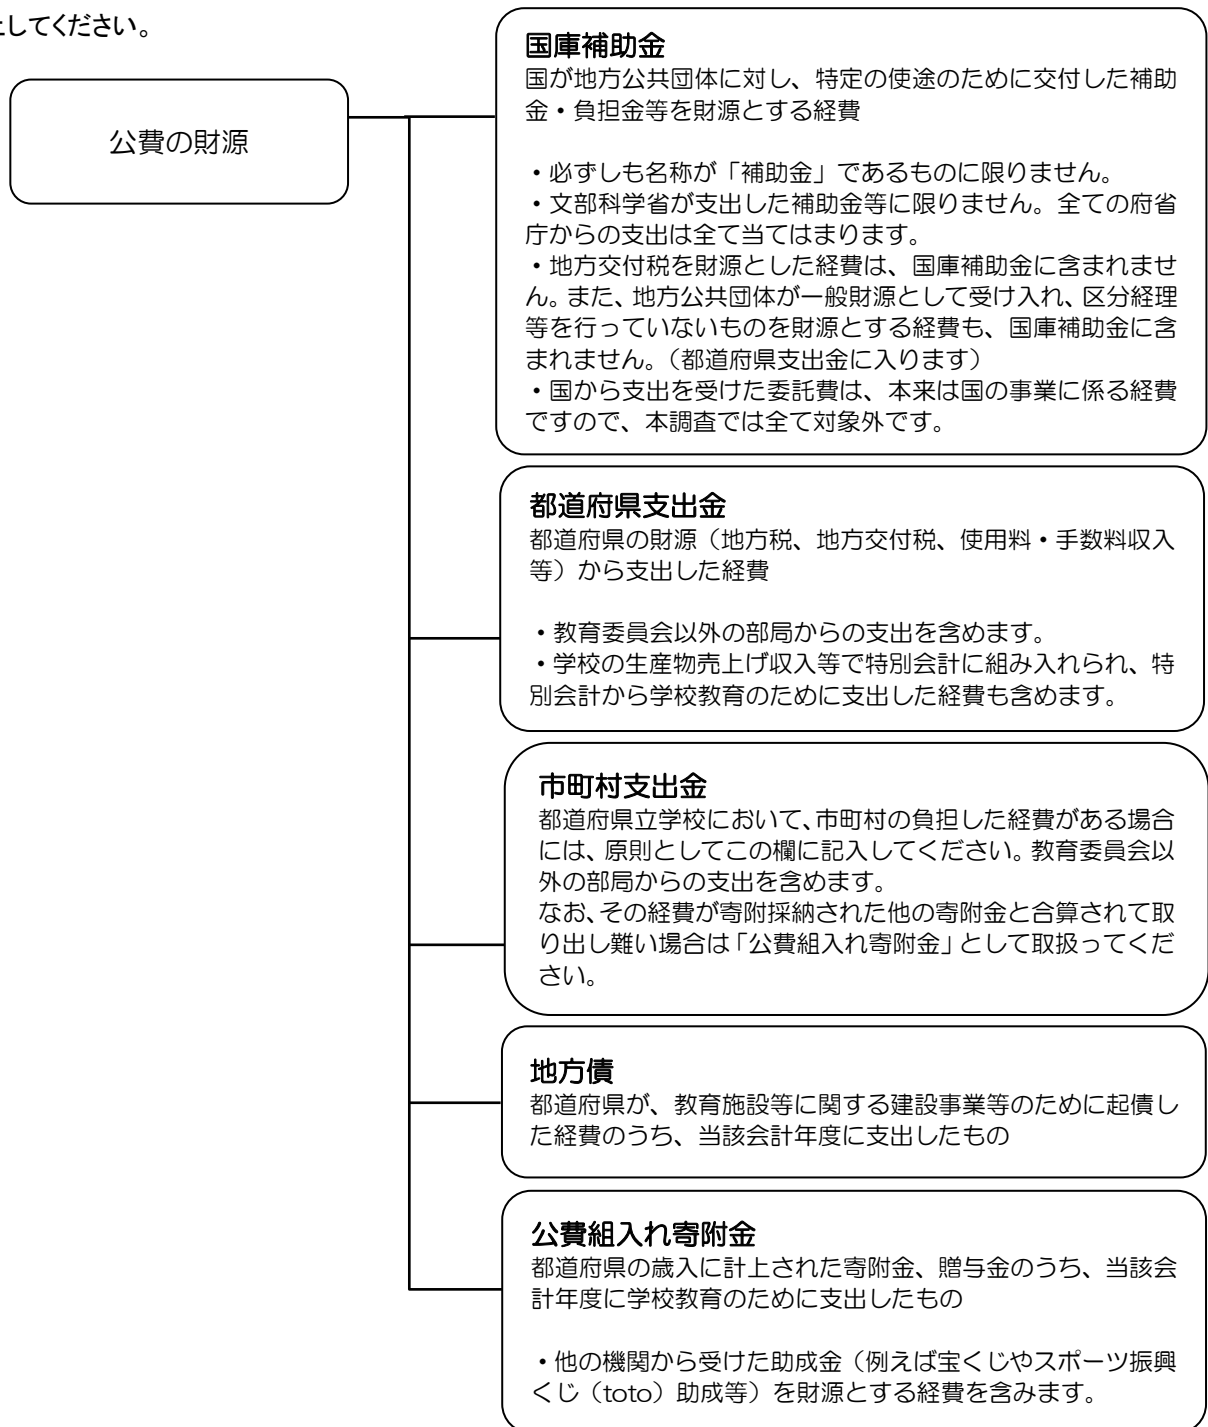 してください。
公費の財源
国庫補助金
国が地方公共団体に対し、特定の使途のために交付した補助
金・負担金等を財源とする経費
・必ずしも名称が「補助金」であるものに限りません。
・文部科学省が支出した補助金等に限りません。全ての府省
庁からの支出は全て当てはまります。
・地方交付税を財源とした経費は、国庫補助金に含まれませ
ん。また、地方公共団体が一般財源として受け入れ、区分経理
等を行っていないものを財源とする経費も、国庫補助金に含
まれません。（都道府県支出金に入ります）
・国から支出を受けた委託費は、本来は国の事業に係る経費
ですので、本調査では全て対象外です。
都道府県支出金
都道府県の財源（地方税、地方交付税、使用料・手数料収入
等）から支出した経費
・教育委員会以外の部局からの支出を含めます。
・学校の生産物売上げ収入等で特別会計に組み入れられ、特
別会計から学校教育のために支出した経費も含めます。
市町村支出金
都道府県立学校において、市町村の負担した経費がある場合
には、原則としてこの欄に記入してください。教育委員会以
外の部局からの支出を含めます。
なお、その経費が寄附採納された他の寄附金と合算されて取
り出し難い場合は「公費組入れ寄附金」として取扱ってくだ
さい。
地方債
都道府県が、教育施設等に関する建設事業等のために起債し
た経費のうち、当該会計年度に支出したもの
公費組入れ寄附金
都道府県の歳入に計上された寄附金、贈与金のうち、当該会
計年度に学校教育のために支出したもの
・他の機関から受けた助成金（例えば宝くじやスポーツ振興
くじ（toto）助成等）を財源とする経費を含みます。